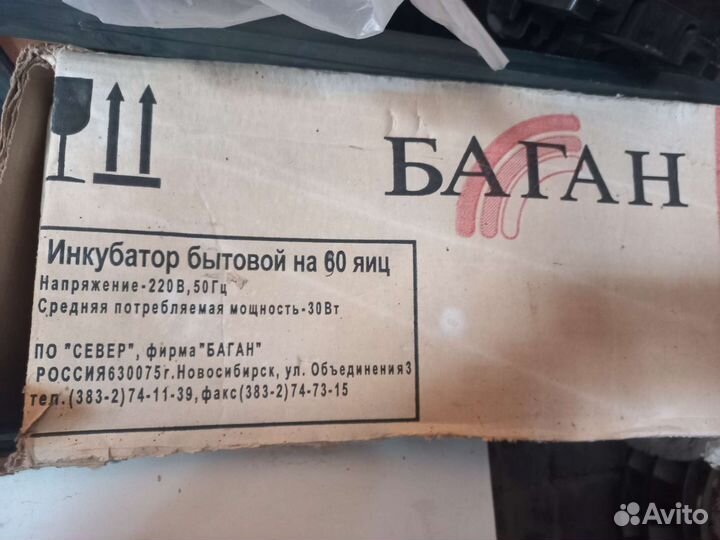 БАГАН
Инкубатор бытовой на 60 яиц
Напряжение-220В,50Гц
Средняя потребляемая мощность-30Вт
ПО "СЕВЕР", фирма"БАГАН"
РОССИЯ630075г.Новосибирск, ул. Объединения3
тел.(383-2)74-11-39,факс(383-2)74-73-15
Avito